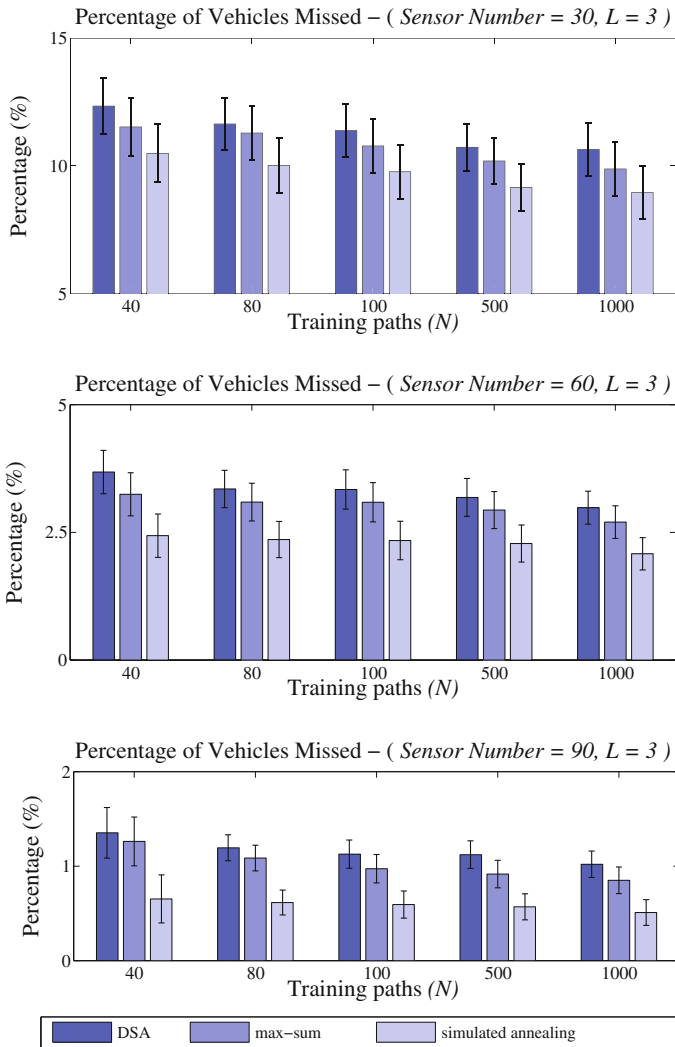 Percentage of Vehicles Missed − ( Sensor Number = 30, L = 3 )
Percentage (%)
15
10
5
40 80 100 500 1000
Training paths (N)
Percentage of Vehicles Missed − ( Sensor Number = 60, L = 3 )
Percentage (%)
5
2.5
0
40 80 100 500 1000
Training paths (N)
Percentage of Vehicles Missed − ( Sensor Number = 90, L = 3 )
Percentage (%)
2
1
0
40 80 100 500 1000
Training paths (N)
DSA max−sum simulated annealing